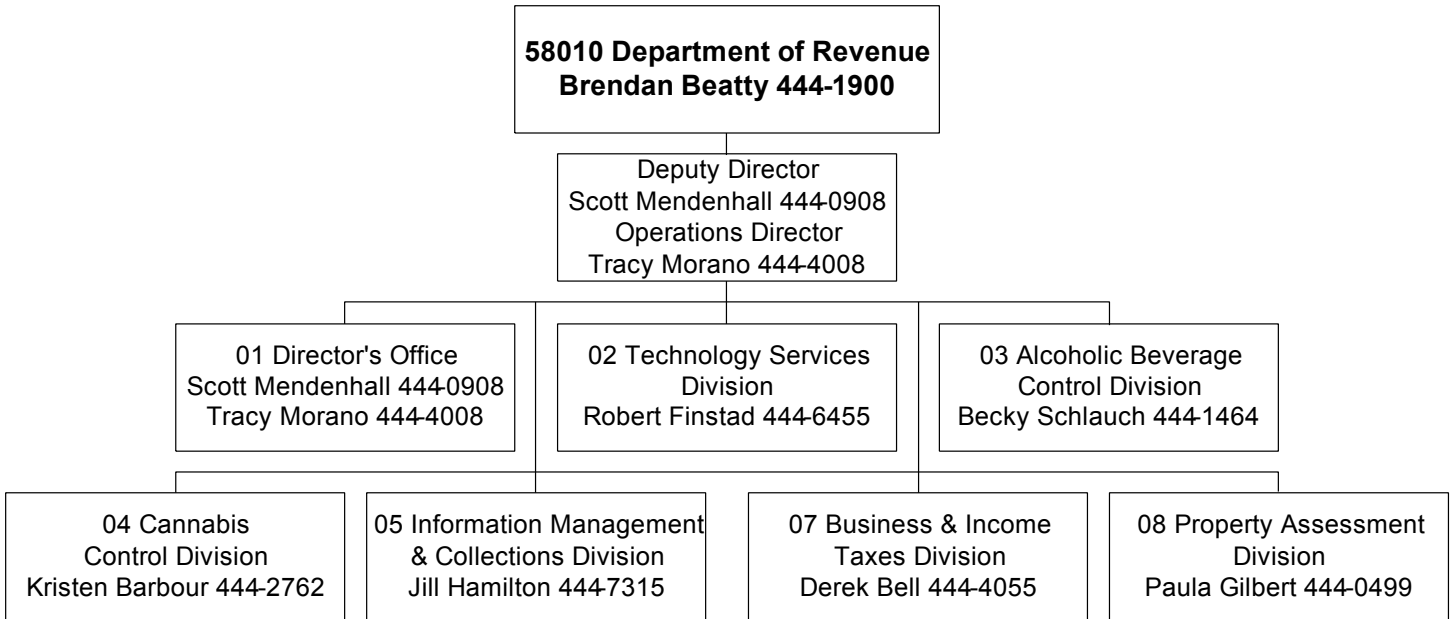 58010 Department of Revenue
Brendan Beatty 444-1900
Deputy Director
Scott Mendenhall 444-0908
Operations Director
Tracy Morano 444-4008
01 Director's Office
Scott Mendenhall 444-0908
Tracy Morano 444-4008
02 Technology Services
Division
Robert Finstad 444-6455
03 Alcoholic Beverage
Control Division
Becky Schlauch 444-1464
04 Cannabis
Control Division
Kristen Barbour 444-2762
05 Information Management
& Collections Division
Jill Hamilton 444-7315
07 Business & Income
Taxes Division
Derek Bell 444-4055
08 Property Assessment
Division
Paula Gilbert 444-0499